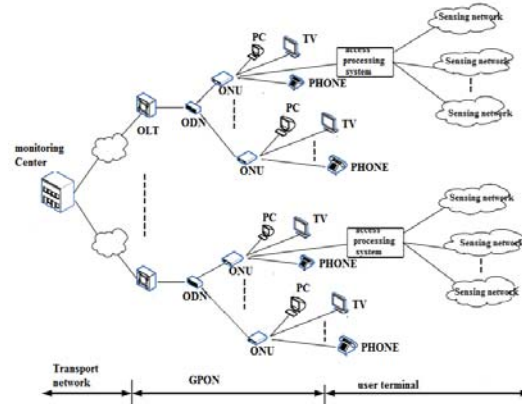 PC
TV
ONU
access
processing
system
PHONE
Sensing network
Sensing network
Sensing network
OLT
ODN
PC
TV
ONU
PHONE
monitoring
Center
PC
TV
ONU
access
processing
system
PHONE
Sensing network
Sensing network
Sensing network
ODN
PC
TV
ONU
PHONE
Transport
network
GPON
user terminal